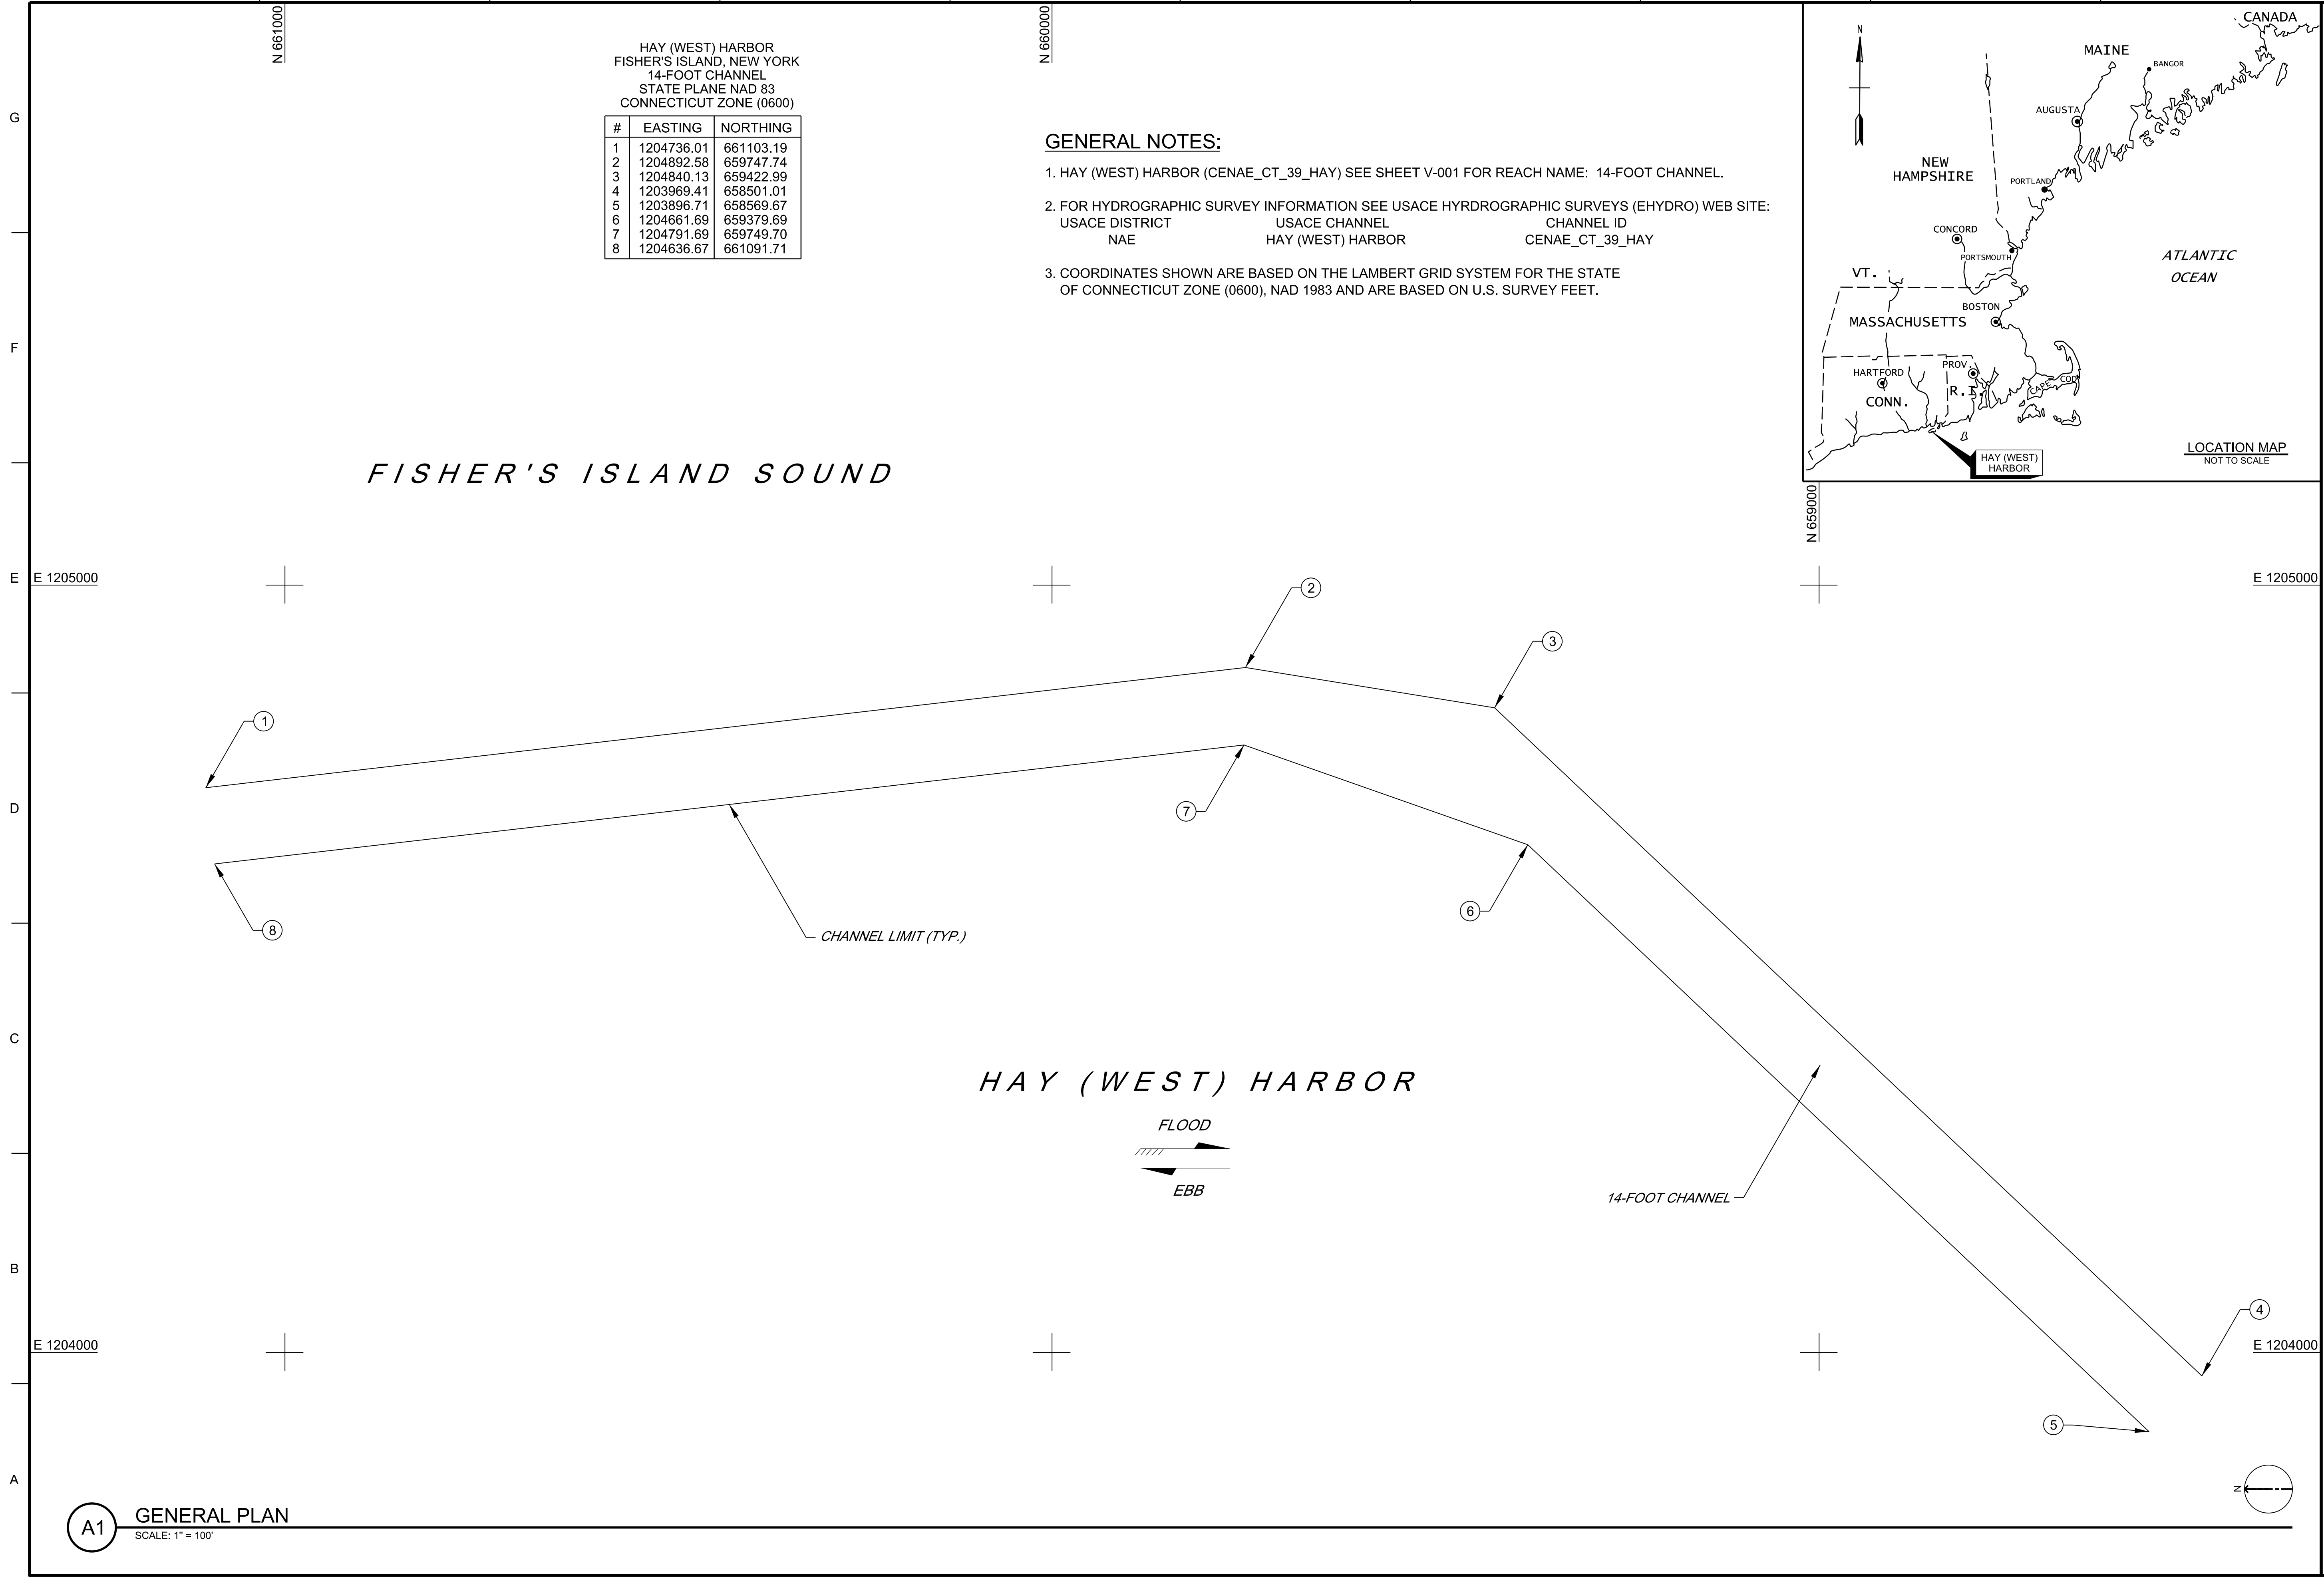 N 661000
N 660000
HAY (WEST) HARBOR
FISHER'S ISLAND, NEW YORK
14-FOOT CHANNEL
STATE PLANE NAD 83
CONNECTICUT ZONE (0600)
# EASTING NORTHING
1 1204736.01 661103.19
2 1204892.58 659747.74
3 1204840.13 659422.99
4 1203969.41 658501.01
5 1203896.71 658569.67
6 1204661.69 659379.69
7 1204791.69 659749.70
8 1204636.67 661091.71
GENERAL NOTES:
1. HAY (WEST) HARBOR (CENAE_CT_39_HAY) SEE SHEET V-001 FOR REACH NAME: 14-FOOT CHANNEL.
2. FOR HYDROGRAPHIC SURVEY INFORMATION SEE USACE HYRDROGRAPHIC SURVEYS (EHYDRO) WEB SITE:
USACE DISTRICT USACE CHANNEL CHANNEL ID
NAE HAY (WEST) HARBOR CENAE_CT_39_HAY
3. COORDINATES SHOWN ARE BASED ON THE LAMBERT GRID SYSTEM FOR THE STATE
OF CONNECTICUT ZONE (0600), NAD 1983 AND ARE BASED ON U.S. SURVEY FEET.
N
CANADA
MAINE
BANGOR
AUGUSTA
NEW
HAMPSHIRE
PORTLAND
CONCORD
PORTSMOUTH
ATLANTIC
OCEAN
VT.
BOSTON
MASSACHUSETTS
PROV.
HARTFORD
R.I.
CAPE COD
CONN.
HAY (WEST)
HARBOR
LOCATION MAP
NOT TO SCALE
N 659000
G
F
E
D
C
B
A
FISHER'S ISLAND SOUND
E 1205000
E 1205000
2
3
1
7
6
8
CHANNEL LIMIT (TYP.)
HAY (WEST) HARBOR
FLOOD
EBB
14-FOOT CHANNEL
4
E 1204000
E 1204000
5
N
A1
GENERAL PLAN
SCALE: 1" = 100'